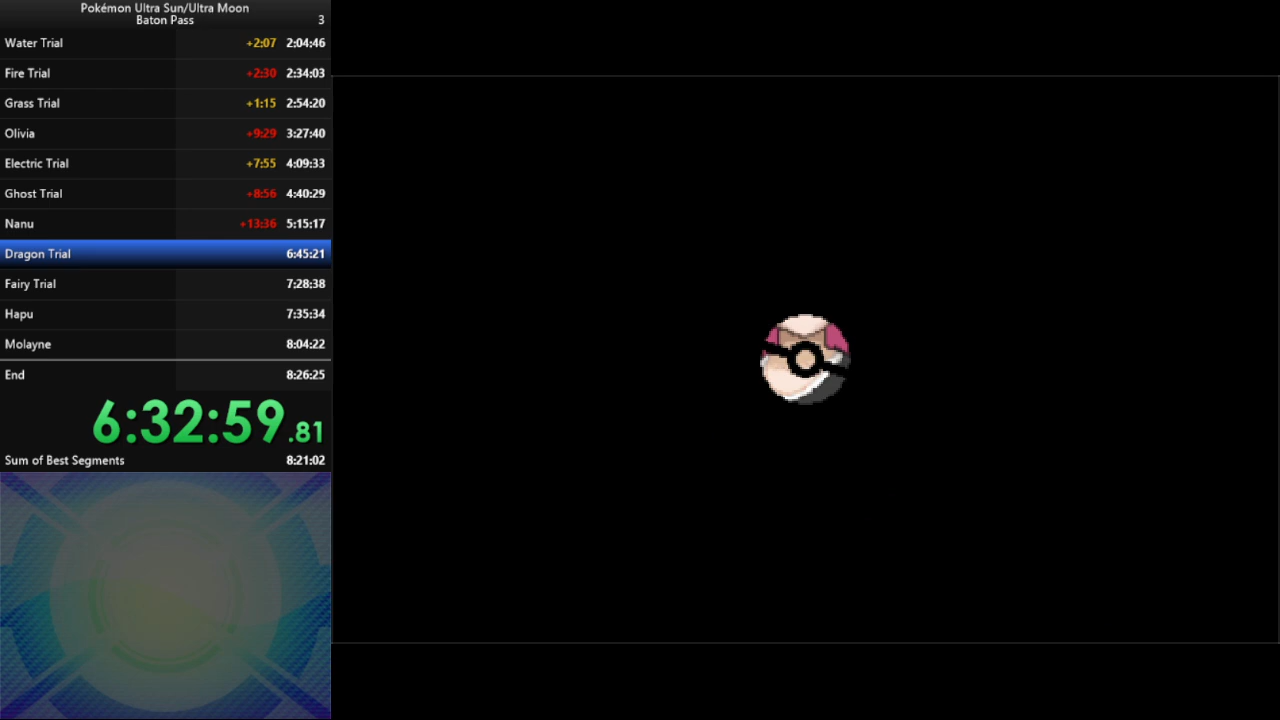 Pokémon Ultra Sun/Ultra Moon
Baton Pass 3
Water Trial +2:07 2:04:46
Fire Trial +2:30 2:34:03
Grass Trial +1:15 2:54:20
Olivia +9:29 3:27:40
Electric Trial +7:55 4:09:33
Ghost Trial +8:56 4:40:29
Nanu +13:36 5:15:17
Dragon Trial 6:45:21
Fairy Trial 7:28:38
Hapu 7:35:34
Molayne 8:04:22
End 8:26:25
6:32:59.81
Sum of Best Segments 8:21:02